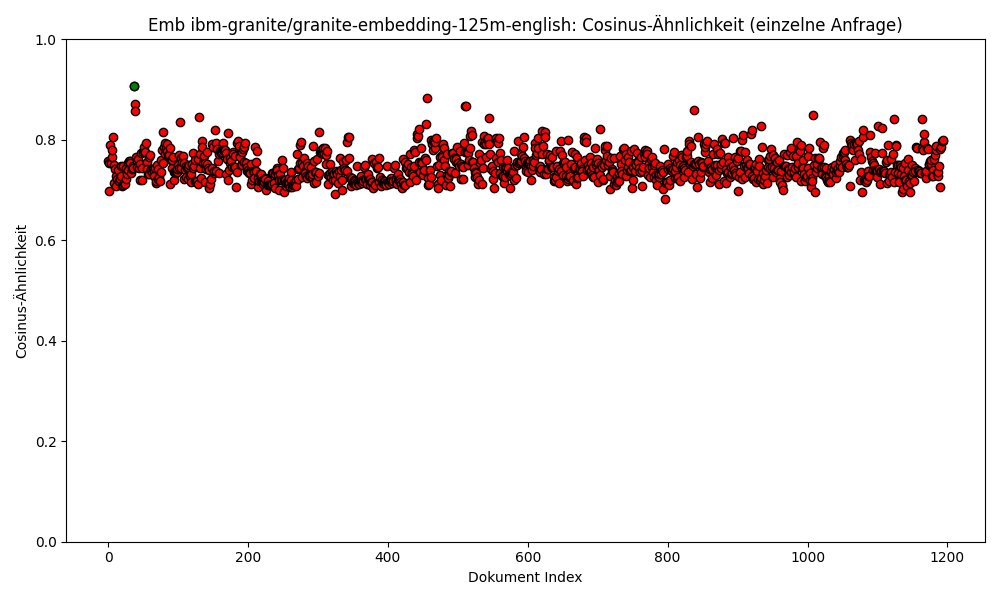 Emb ibm-granite/granite-embedding-125m-english: Cosinus-Ähnlichkeit (einzelne Anfrage)
1.0
0.8
0.6
0.4
0.2
0.0
Cosinus-Ähnlichkeit
0 200 400 600 800 1000 1200
Dokument Index